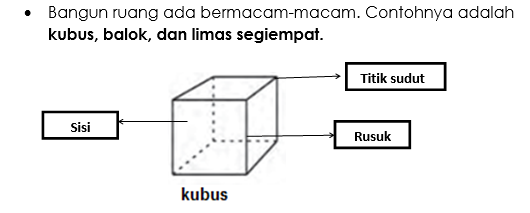 • Bangun ruang ada bermacam-macam. Contohnya adalah
kubus, balok, dan limas segiempat.
Titik sudut
Sisi
Rusuk
kubus